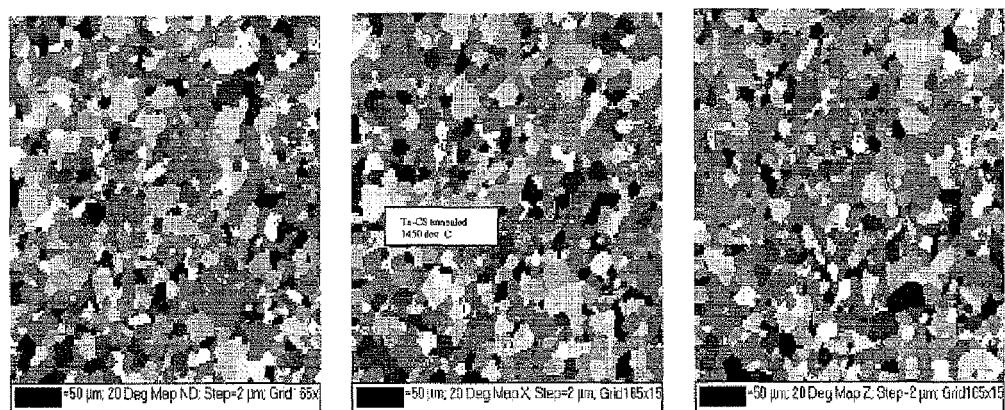 Ta-CS annealed
1450 deg. C
=50 µm; 20 Deg Map ND; Step=2 µm; Grid 165x
=50 µm; 20 Deg Map X, Step=2 µm; Grid165x15
=50 µm; 20 Deg Map Z, Step=2 µm; Grid165x15